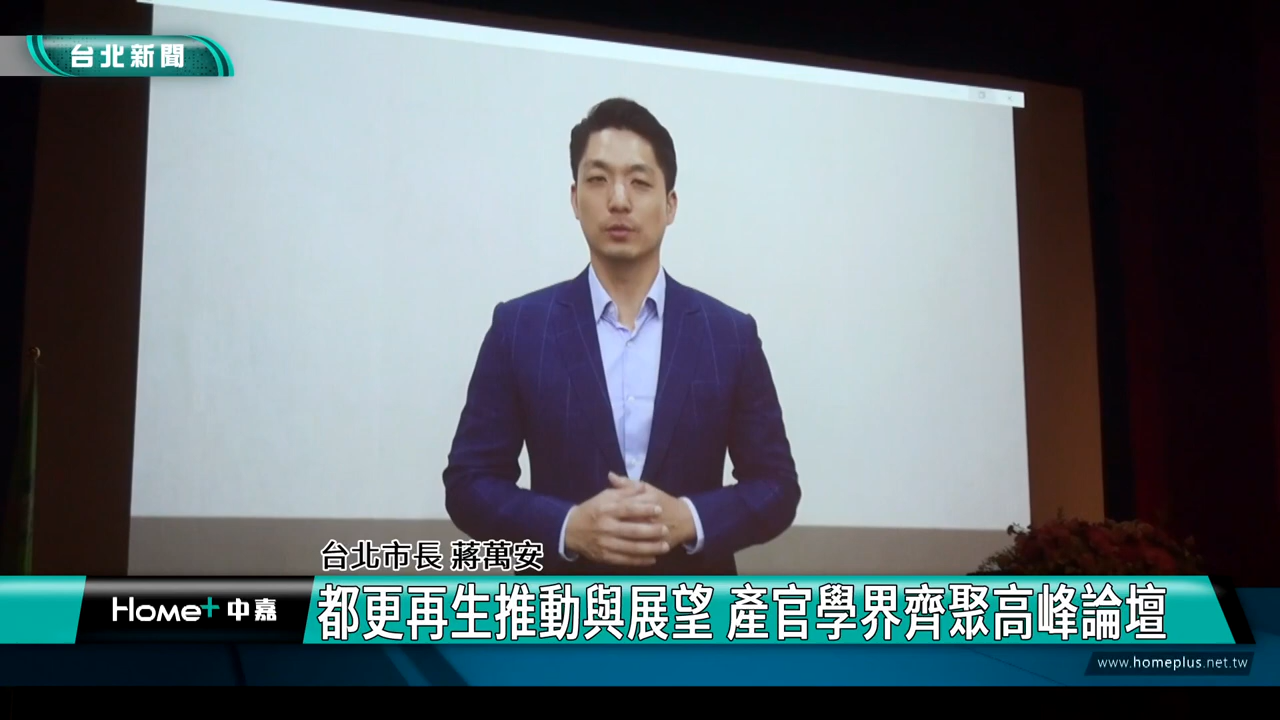 台北新聞
台北市長 蔣萬安
Home+ 中嘉
都更再生推動與展望 產官學界齊聚高峰論壇
www.homeplus.net.tw